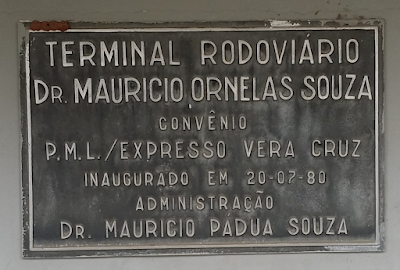 TERMINAL RODOVIÁRIO
DR. MAURICIO ORNELAS SOUZA
CONVÊNIO
P.M.L./EXPRESSO VERA CRUZ
INAUGURADO EM 20-07-80
ADMINISTRAÇÃO
DR. MAURICIO PÁDUA SOUZA